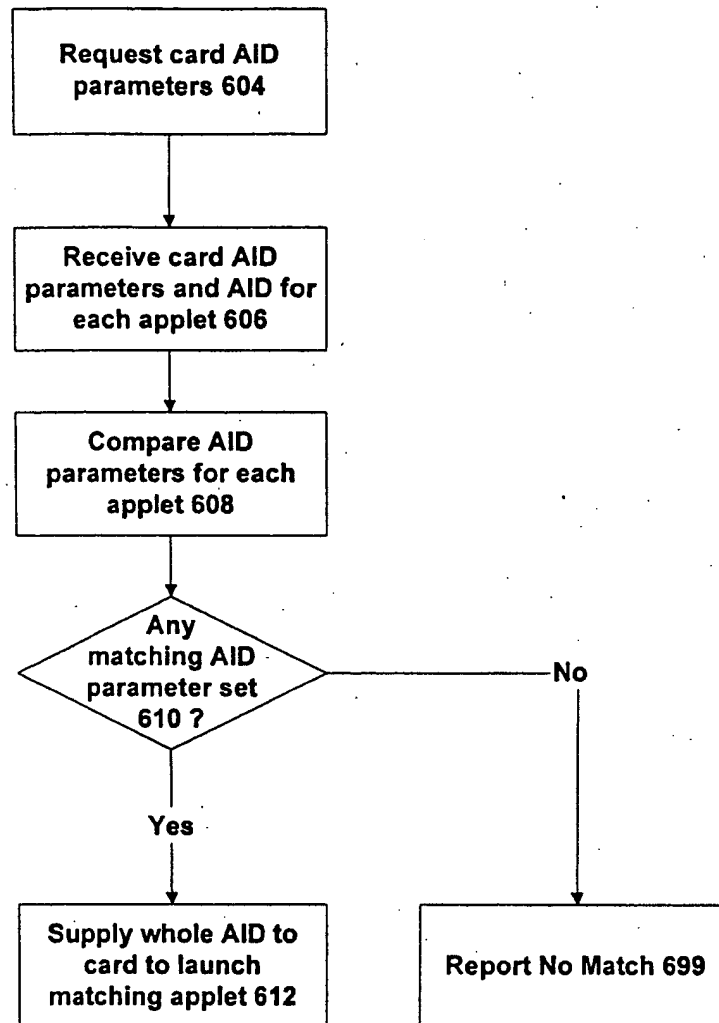 Request card AID
parameters 604
Receive card AID
parameters and AID for
each applet 606
Compare AID
parameters for each
applet 608
Any
matching AID
parameter set
610 ?
No
Yes
Supply whole AID to
card to launch
matching applet 612
Report No Match 699